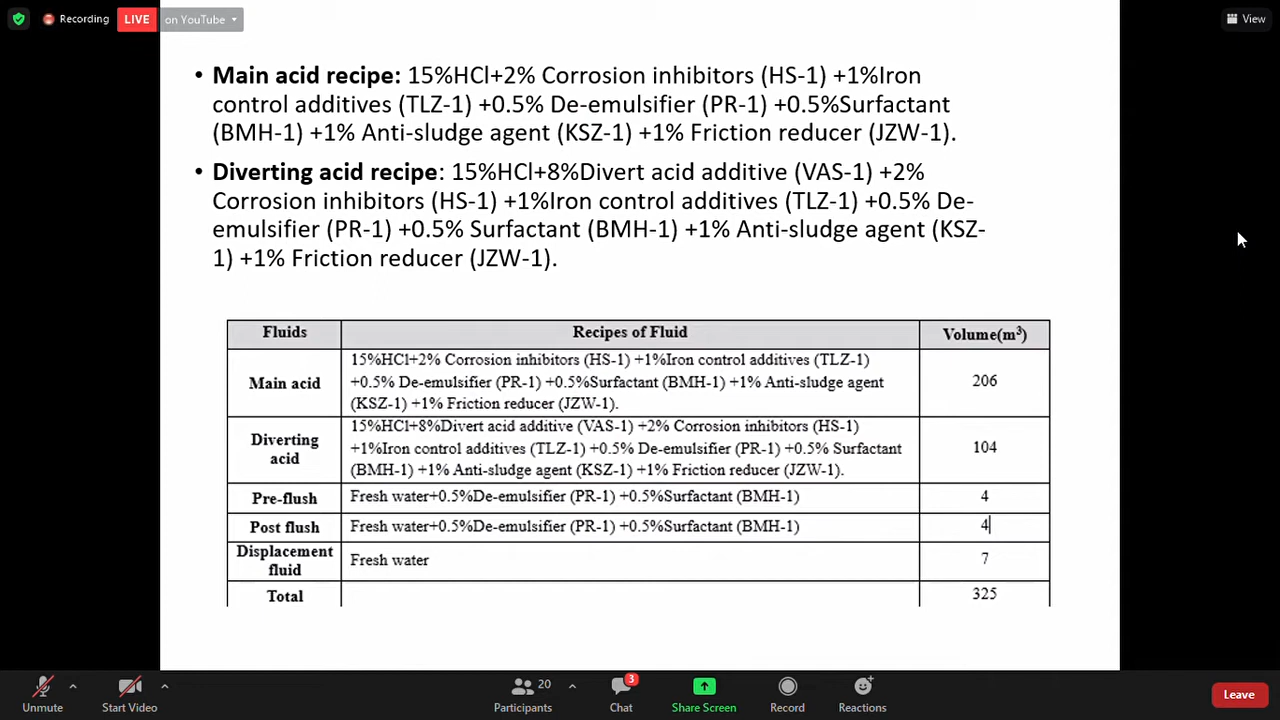 Recording
LIVE
on YouTube
View
• Main acid recipe: 15%HCl+2% Corrosion inhibitors (HS-1) +1%Iron
control additives (TLZ-1) +0.5% De-emulsifier (PR-1) +0.5%Surfactant
(BMH-1) +1% Anti-sludge agent (KSZ-1) +1% Friction reducer (JZW-1).
• Diverting acid recipe: 15%HCl+8%Divert acid additive (VAS-1) +2%
Corrosion inhibitors (HS-1) +1%Iron control additives (TLZ-1) +0.5% De-
emulsifier (PR-1) +0.5% Surfactant (BMH-1) +1% Anti-sludge agent (KSZ-
1) +1% Friction reducer (JZW-1).
Fluids Recipes of Fluid Volume(m³)
15%HCl+2% Corrosion inhibitors (HS-1) +1%Iron control additives (TLZ-1)
Main acid +0.5% De-emulsifier (PR-1) +0.5%Surfactant (BMH-1) +1% Anti-sludge agent 206
(KSZ-1) +1% Friction reducer (JZW-1).
15%HCl+8%Divert acid additive (VAS-1) +2% Corrosion inhibitors (HS-1)
Diverting +1%Iron control additives (TLZ-1) +0.5% De-emulsifier (PR-1) +0.5% Surfactant 104
acid (BMH-1) +1% Anti-sludge agent (KSZ-1) +1% Friction reducer (JZW-1).
Pre-flush Fresh water+0.5%De-emulsifier (PR-1) +0.5%Surfactant (BMH-1) 4
Post flush Fresh water+0.5%De-emulsifier (PR-1) +0.5%Surfactant (BMH-1) 4
Displacement
fluid Fresh water 7
Total 325
Unmute
Start Video
20
Participants
3
Chat
Share Screen
Record
Reactions
Leave